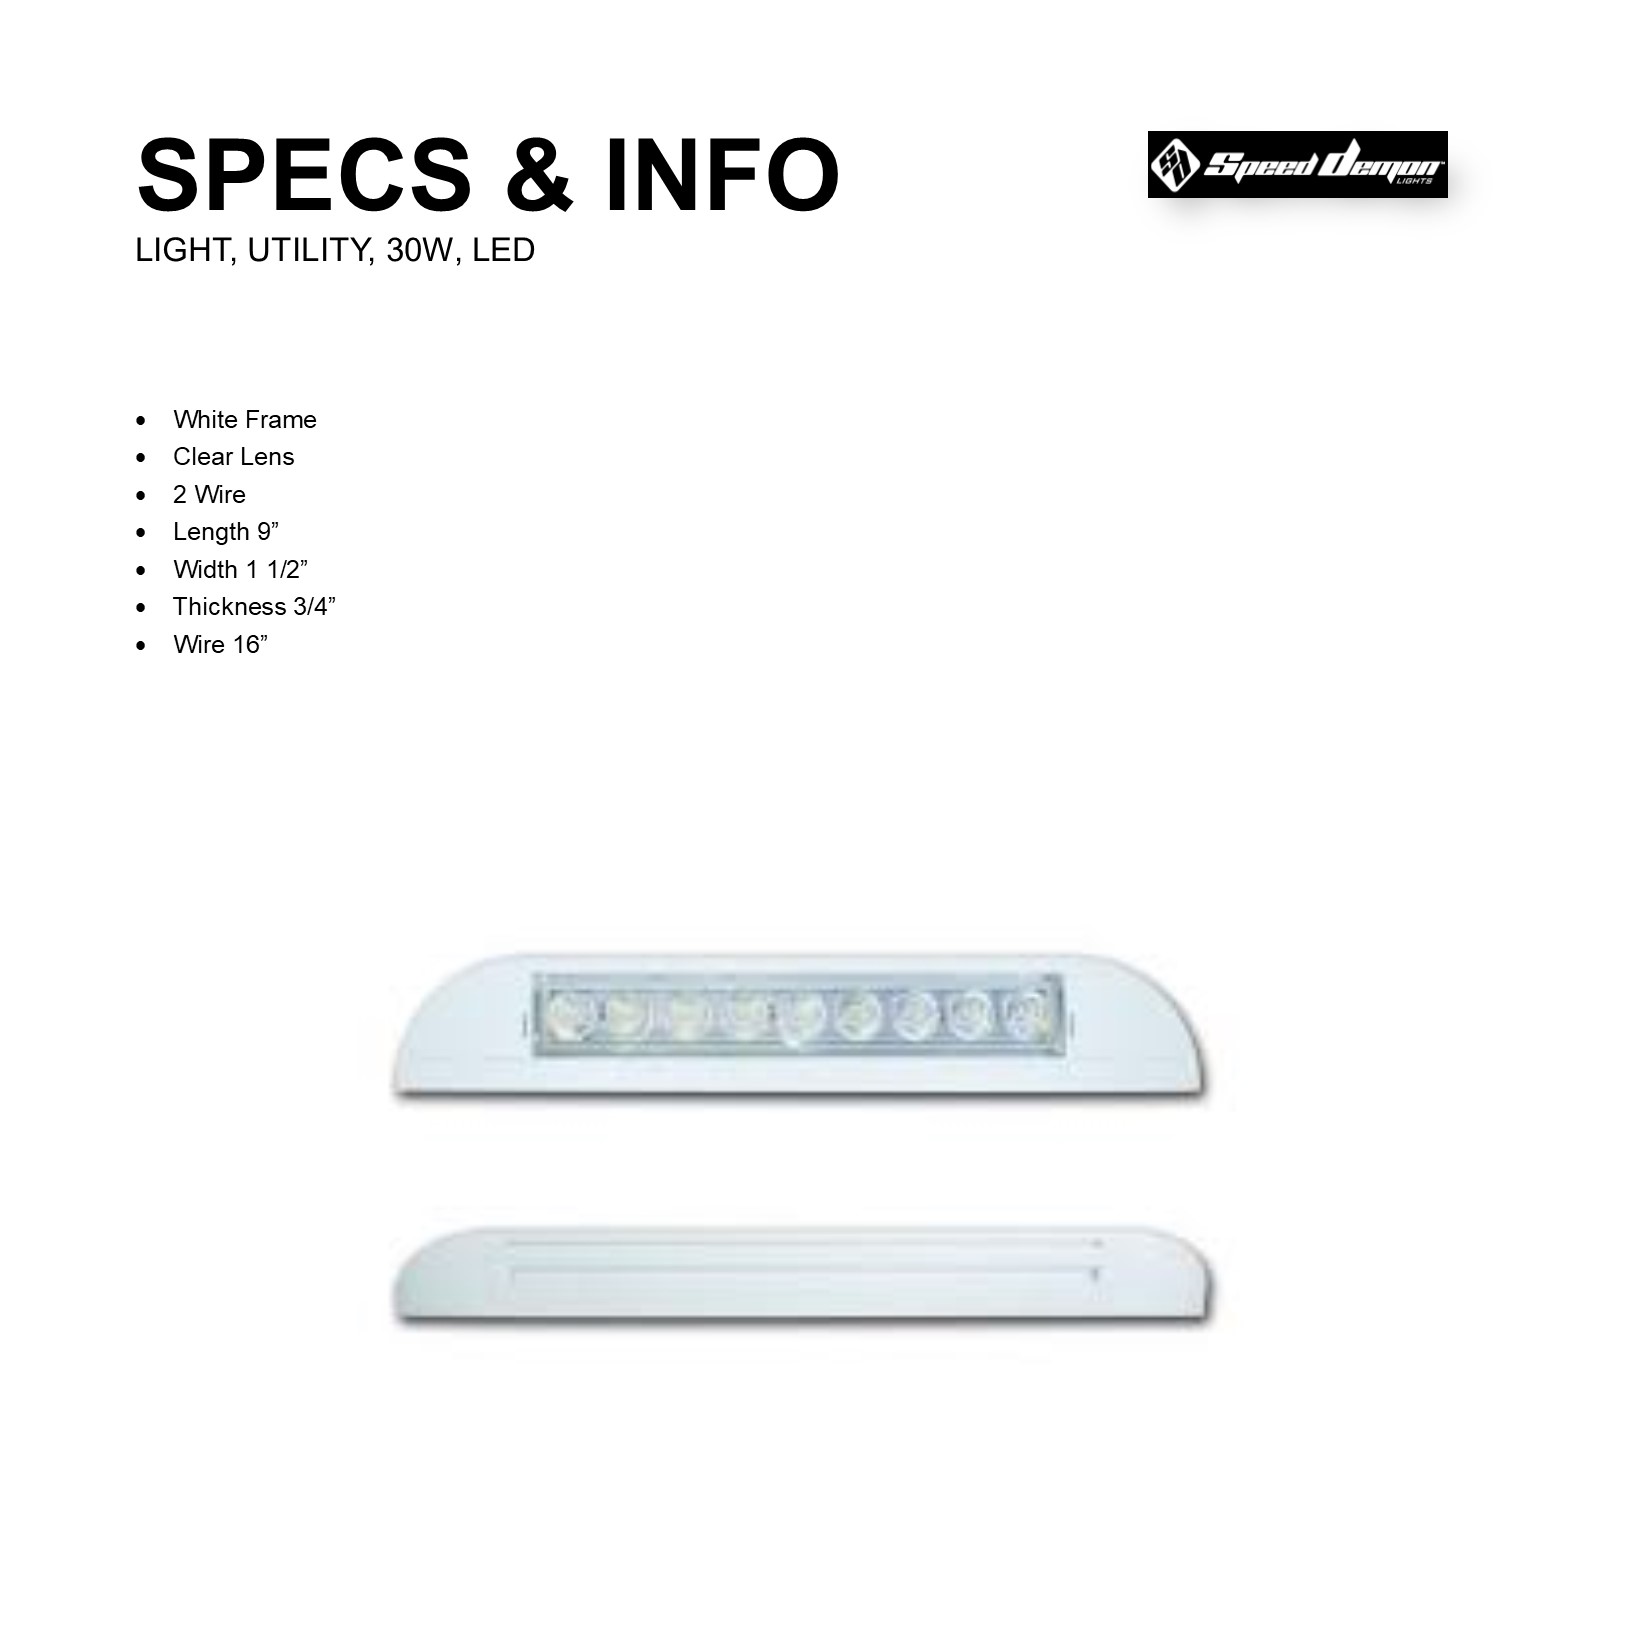 SPECS & INFO
Speed Demon™
LIGHTS
LIGHT, UTILITY, 30W, LED
• White Frame
• Clear Lens
• 2 Wire
• Length 9”
• Width 1 1/2”
• Thickness 3/4”
• Wire 16”